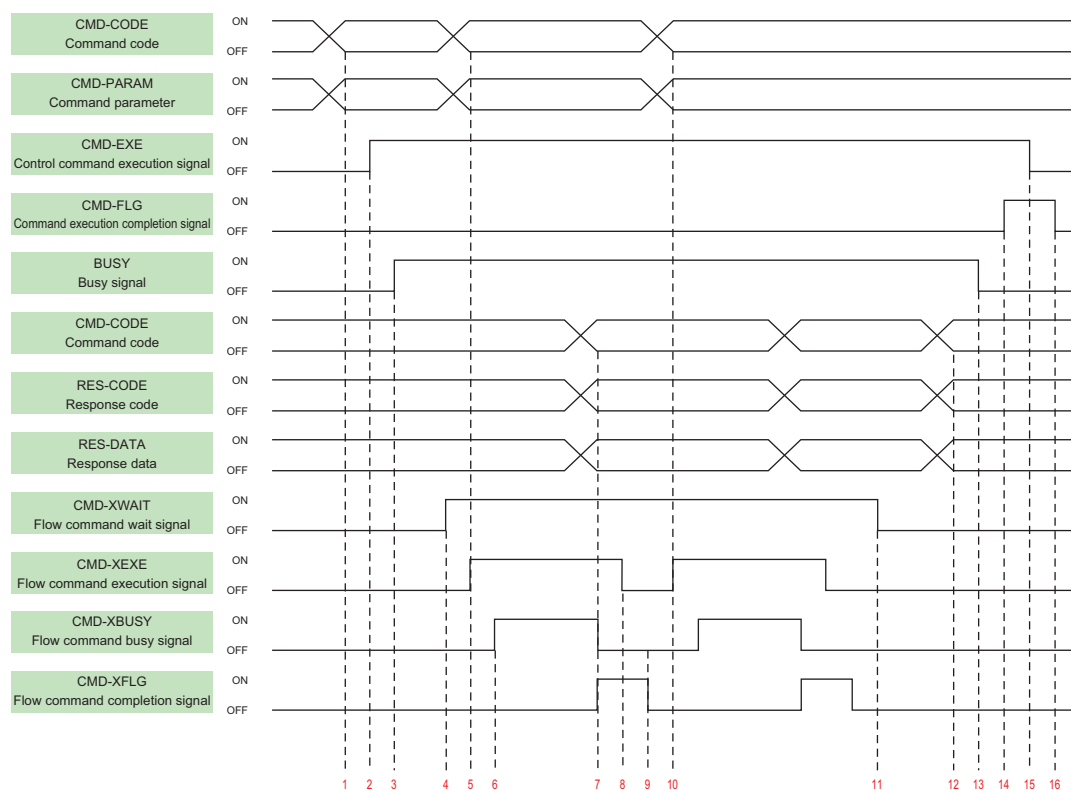 CMD-CODE
Command code
ON
OFF
CMD-PARAM
Command parameter
ON
OFF
CMD-EXE
Control command execution signal
ON
OFF
CMD-FLG
Command execution completion signal
ON
OFF
BUSY
Busy signal
ON
OFF
CMD-CODE
Command code
ON
OFF
RES-CODE
Response code
ON
OFF
RES-DATA
Response data
ON
OFF
CMD-XWAIT
Flow command wait signal
ON
OFF
CMD-XEXE
Flow command execution signal
ON
OFF
CMD-XBUSY
Flow command busy signal
ON
OFF
CMD-XFLG
Flow command completion signal
ON
OFF
1 2 3 4 5 6 7 8 9 10 11 12 13 14 15 16